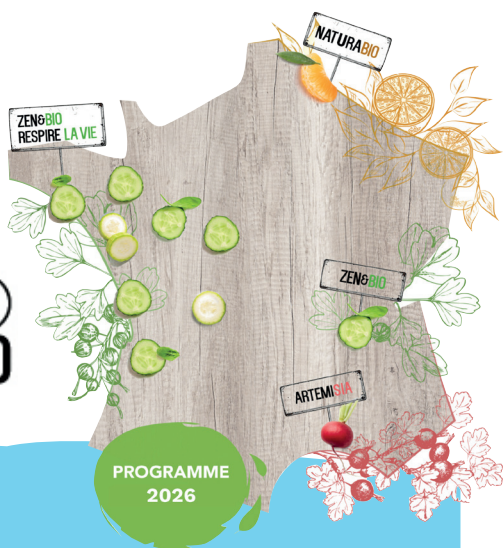 NATURABIO
ZEN&BIO
RESPIRE LA VIE
ZEN&BIO
ARTEMISIA
PROGRAMME
2026